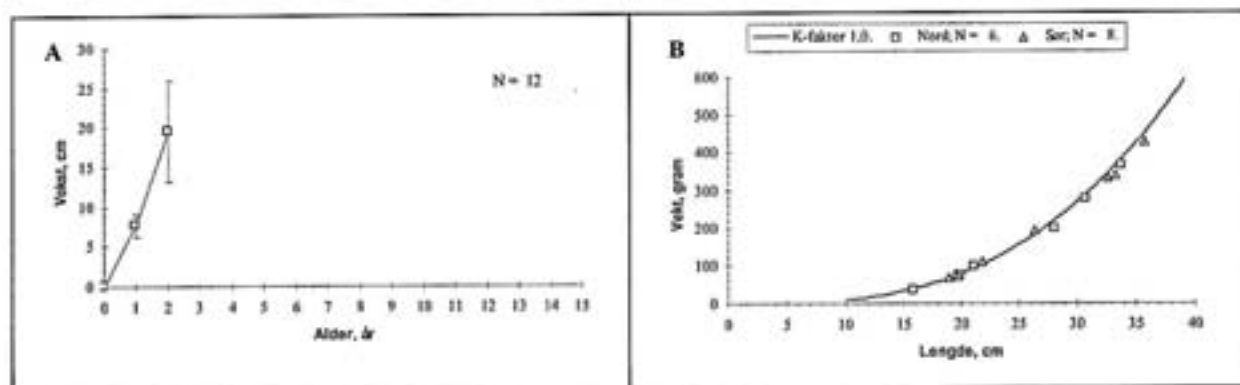 A
30
25
20
15
10
5
0
Vekst, cm
N = 12
0 1 2 3 4 5 6 7 8 9 10 11 12 13 14 15
Alder, år
B
K-faktor 1.0. Nord; N = 6. Sør; N = 8.
600
500
400
300
200
100
0
Vekt, gram
0 5 10 15 20 25 30 35 40
Lengde, cm